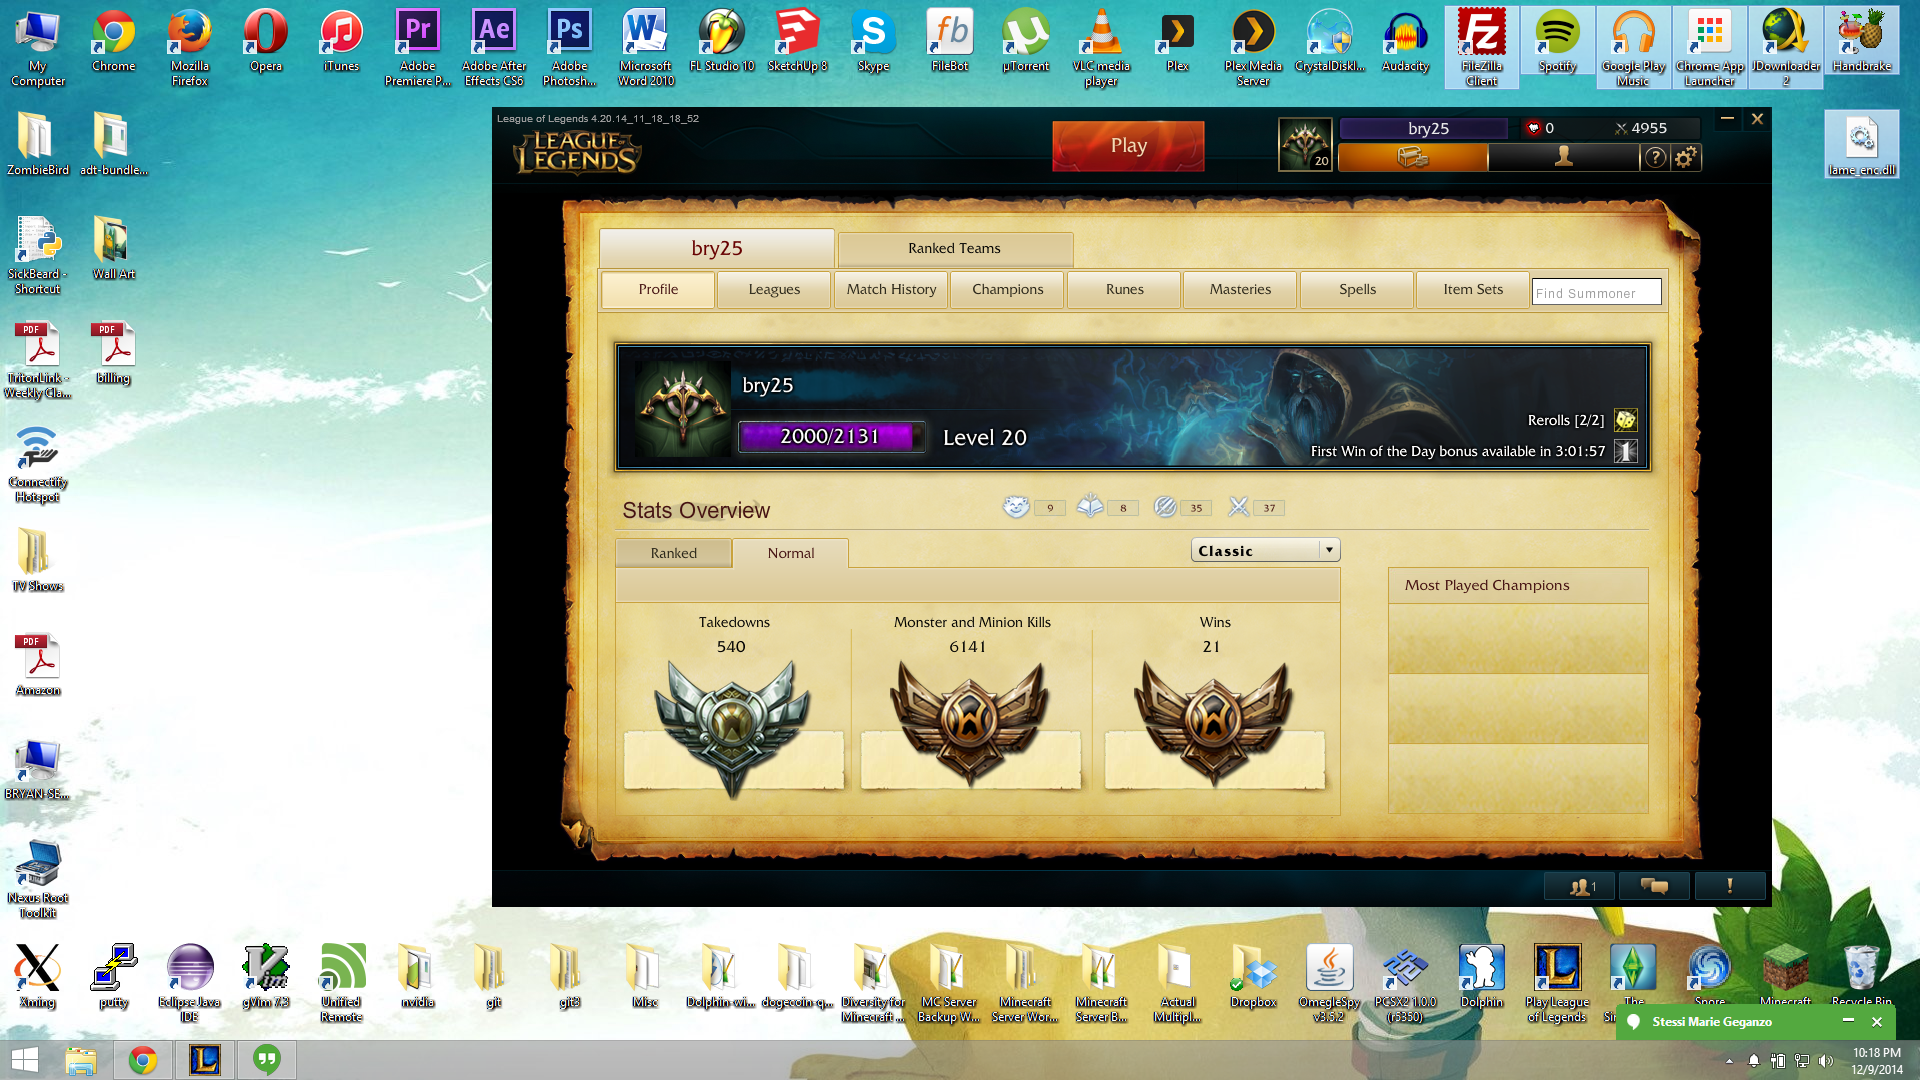 My Computer
Chrome
Mozilla Firefox
Opera
iTunes
Adobe Premiere P...
Adobe After Effects CS6
Adobe Photosh...
Microsoft Word 2010
FL Studio 10
SketchUp 8
Skype
FileBot
µTorrent
VLC media player
Plex
Plex Media Server
CrystalDiskI...
Audacity
FileZilla Client
Spotify
Google Play Music
Chrome App Launcher
JDownloader 2
Handbrake
ZombieBird
adt-bundle...
lame_enc.dll
SickBeard - Shortcut
Wall Art
TritonLink - Weekly Cla...
billing
Connectify Hotspot
TV Shows
Amazon
BRYAN-SE...
Nexus Root Toolkit
League of Legends 4.20.14_11_18_18_52
LEAGUE OF LEGENDS
Play
20
bry25
0
4955
bry25
Ranked Teams
Profile
Leagues
Match History
Champions
Runes
Masteries
Spells
Item Sets
Find Summoner
bry25
2000/2131
Level 20
Rerolls [2/2]
First Win of the Day bonus available in 3:01:57
1
Stats Overview
9
8
35
37
Ranked
Normal
Classic
Most Played Champions
Takedowns
540
Monster and Minion Kills
6141
Wins
21
1
Xming
putty
Eclipse Java IDE
gVim 7.3
Unified Remote
nvidia
git
git3
Misc
Dolphin-wi...
dogecoin-q...
Diversity for Minecraft ...
MC Server Backup W...
Minecraft Server Wor...
Minecraft Server B...
Actual Multipl...
Dropbox
OmegleSpy v3.5.2
PCSX2 1.0.0 (r5350)
Dolphin
Play League of Legends
The
Spore
Minecraft
Recycle Bin
Stessi Marie Geganzo
10:18 PM
12/9/2014